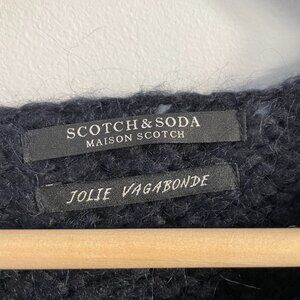 SCOTCH & SODA
MAISON SCOTCH
JOLIE VAGABONDE